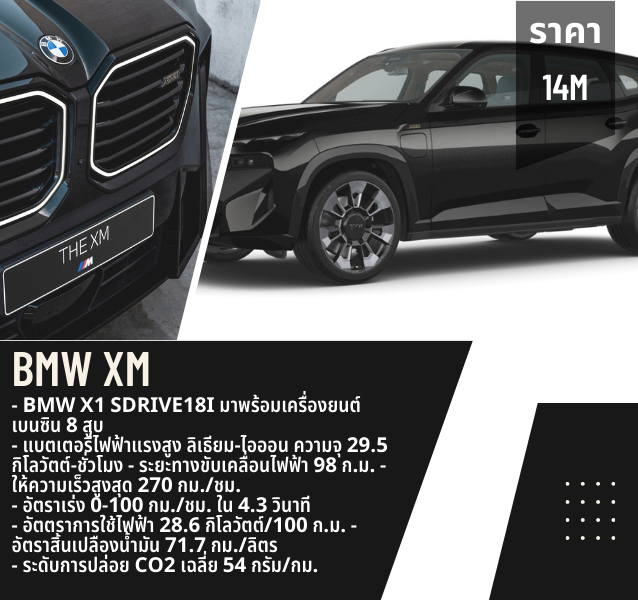 ราคา
14M
THE XM
BMW XM
- BMW X1 SDRIVE18I มาพร้อมเครื่องยนต์
เบนซิน 8 สูบ
- แบตเตอรี่ไฟฟ้าแรงสูง ลิเธียม-ไอออน ความจุ 29.5
กิโลวัตต์-ชั่วโมง - ระยะทางขับเคลื่อนไฟฟ้า 98 ก.ม. -
ให้ความเร็วสูงสุด 270 กม./ชม.
- อัตราเร่ง 0-100 กม./ชม. ใน 4.3 วินาที
- อัตตราการใช้ไฟฟ้า 28.6 กิโลวัตต์/100 ก.ม. -
อัตราสิ้นเปลืองน้ำมัน 71.7 กม./ลิตร
- ระดับการปล่อย CO2 เฉลี่ย 54 กรัม/กม.